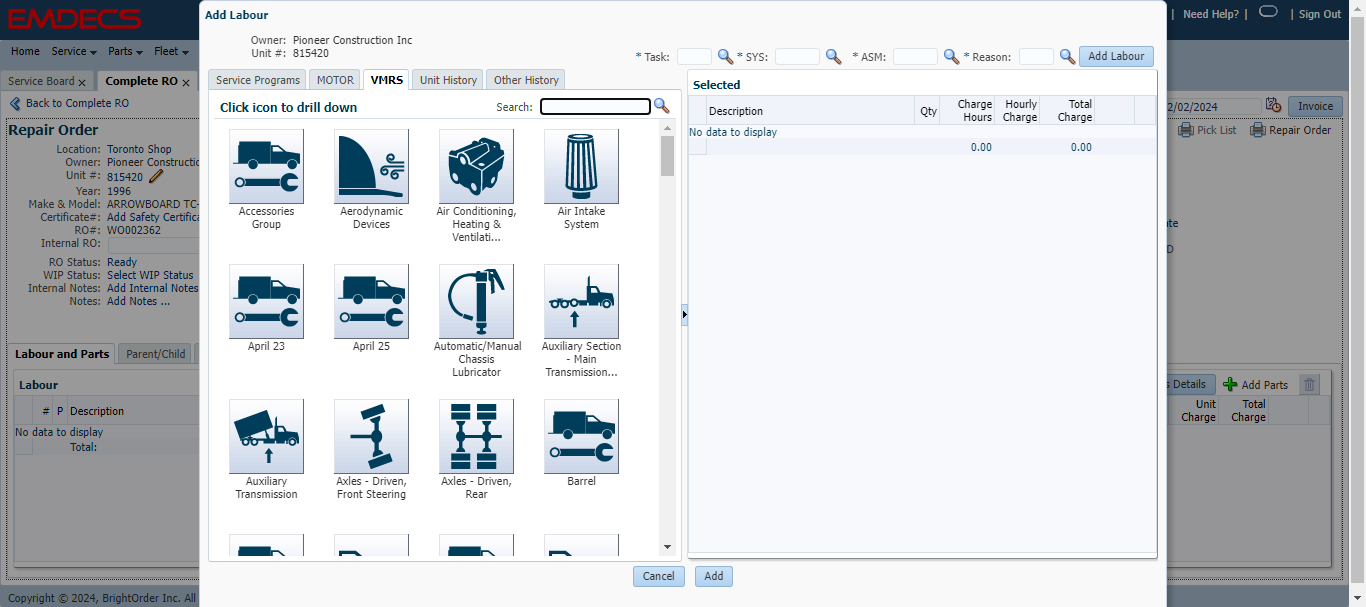 EMDECS
Need Help? |
| Sign Out
Home Service Parts Fleet
Service Board x
Complete RO x
Back to Complete RO
2/02/2024
Invoice
Repair Order
Pick List
Repair Order
Location: Toronto Shop
Owner: Pioneer Constructio
Unit #: 815420
Year: 1996
Make & Model: ARROWBOARD TC-
Certificate#: Add Safety Certifica
RO#: WO002362
Internal RO:
RO Status: Ready
WIP Status: Select WIP Status
Internal Notes: Add Internal Notes
Notes: Add Notes ...
Labour and Parts
Parent/Child
Labour
# P Description
No data to display
Total:
Add Labour
Owner: Pioneer Construction Inc
Unit #: 815420
* Task:
* SYS:
* ASM:
* Reason:
Add Labour
Service Programs
MOTOR
VMRS
Unit History
Other History
Click icon to drill down
Search:
Accessories
Group
Aerodynamic
Devices
Air Conditioning,
Heating &
Ventilati...
Air Intake
System
April 23
April 25
Automatic/Manual
Chassis
Lubricator
Auxiliary Section
- Main
Transmission...
Auxiliary
Transmission
Axles - Driven,
Front Steering
Axles - Driven,
Rear
Barrel
Selected
Description
Qty
Charge
Hours
Hourly
Charge
Total
Charge
No data to display
0.00
0.00
Cancel
Add
s Details
Add Parts
Unit
Charge
Total
Charge
Copyright © 2024, BrightOrder Inc. All